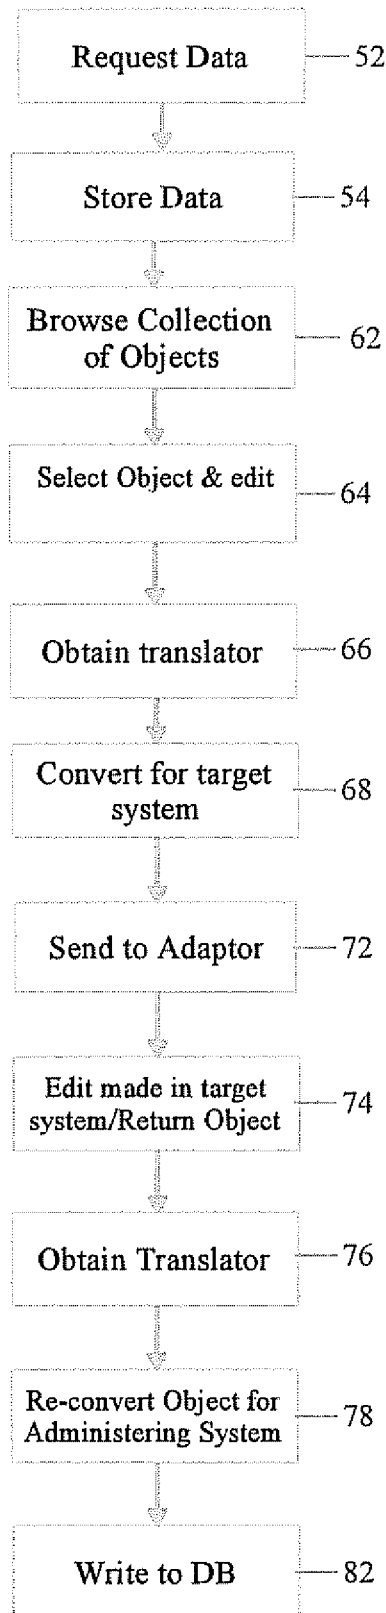 Request Data
52
Store Data
54
Browse Collection
of Objects
62
Select Object & edit
64
Obtain translator
66
Convert for target
system
68
Send to Adaptor
72
Edit made in target
system/Return Object
74
Obtain Translator
76
Re-convert Object for
Administering System
78
Write to DB
82